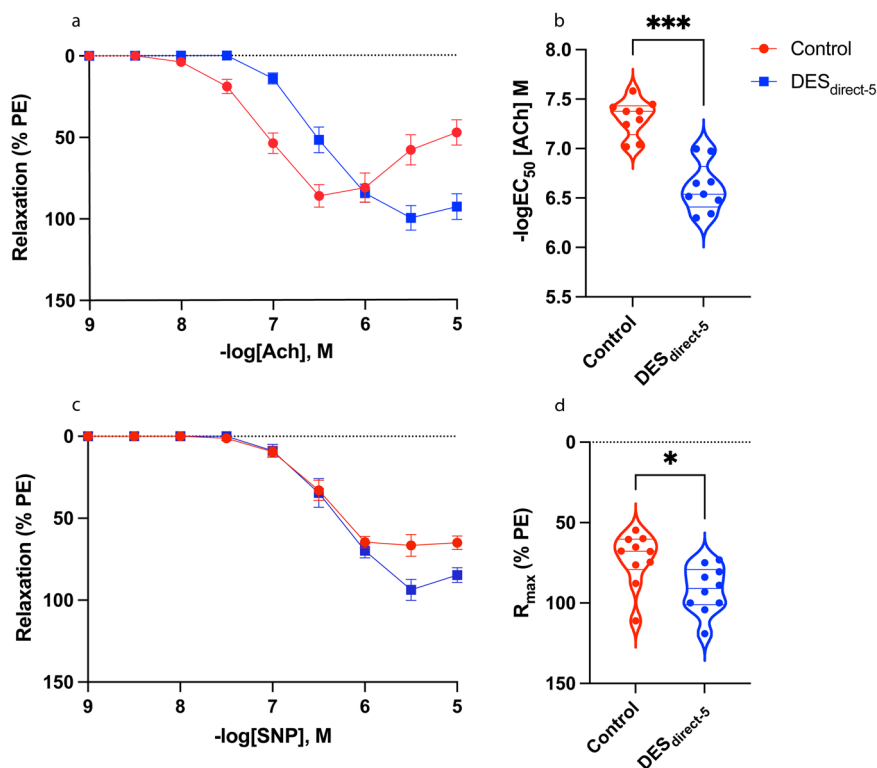 a
0
50
100
150
Relaxation (% PE)
9
8
7
6
5
-log[Ach], M
b
8.0
7.5
7.0
6.5
6.0
5.5
-logEC50 [ACh] M
***
Control
DESdirect-5
Control
DESdirect-5
c
0
50
100
150
Relaxation (% PE)
9
8
7
6
5
-log[SNP], M
d
0
50
100
150
Rmax (% PE)
*
Control
DESdirect-5